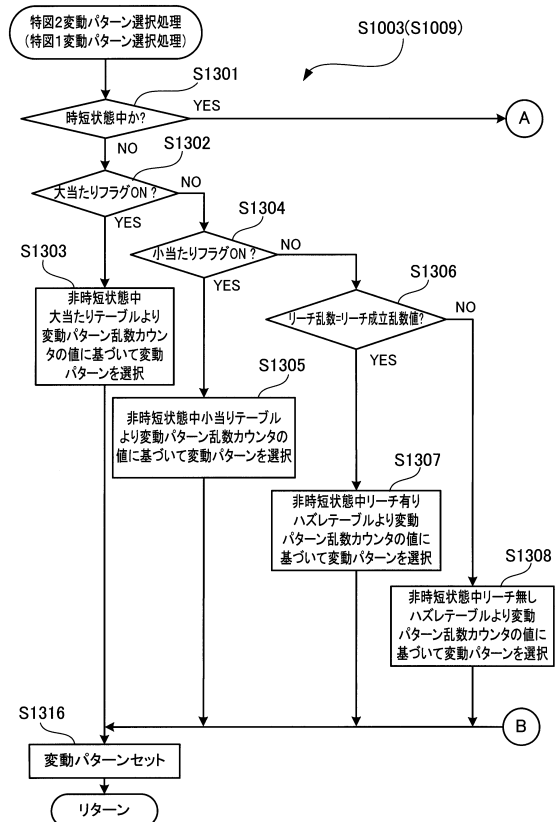 特図2変動パターン選択処理
(特図1変動パターン選択処理)
S1003(S1009)
S1301
時短状態中か?
YES
A
NO
S1302
大当たりフラグON?
NO
YES
S1304
小当たりフラグON?
NO
YES
S1303
非時短状態中
大当たりテーブルより
変動パターン乱数カウン
タの値に基づいて変動
パターンを選択
S1306
リーチ乱数=リーチ成立乱数値?
NO
YES
S1305
非時短状態中小当りテーブル
より変動パターン乱数カウンタの
値に基づいて変動パターンを選択
S1307
非時短状態中リーチ有り
ハズレテーブルより変動
パターン乱数カウンタの値に
基づいて変動パターンを選択
S1308
非時短状態中リーチ無し
ハズレテーブルより変動
パターン乱数カウンタの値に
基づいて変動パターンを選択
B
S1316
変動パターンセット
リターン